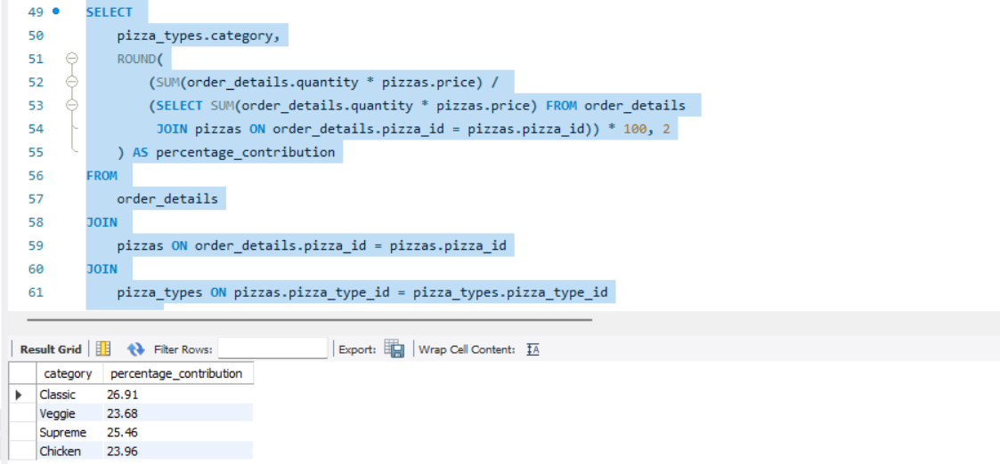 49 SELECT
50 pizza_types.category,
51 ROUND(
52 (SUM(order_details.quantity * pizzas.price) /
53 (SELECT SUM(order_details.quantity * pizzas.price) FROM order_details
54 JOIN pizzas ON order_details.pizza_id = pizzas.pizza_id)) * 100, 2
55 ) AS percentage_contribution
56 FROM
57 order_details
58 JOIN
59 pizzas ON order_details.pizza_id = pizzas.pizza_id
60 JOIN
61 pizza_types ON pizzas.pizza_type_id = pizza_types.pizza_type_id
Result Grid Filter Rows: Export: Wrap Cell Content: IA
category percentage_contribution
Classic 26.91
Veggie 23.68
Supreme 25.46
Chicken 23.96